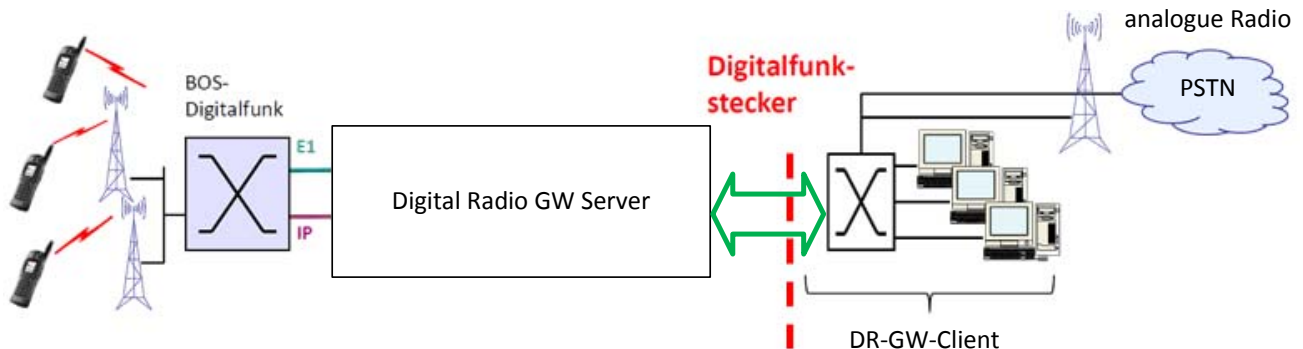 analogue Radio
BOS-
Digitalfunk
Digitalfunk-
stecker
PSTN
E1
Digital Radio GW Server
IP
DR-GW-Client